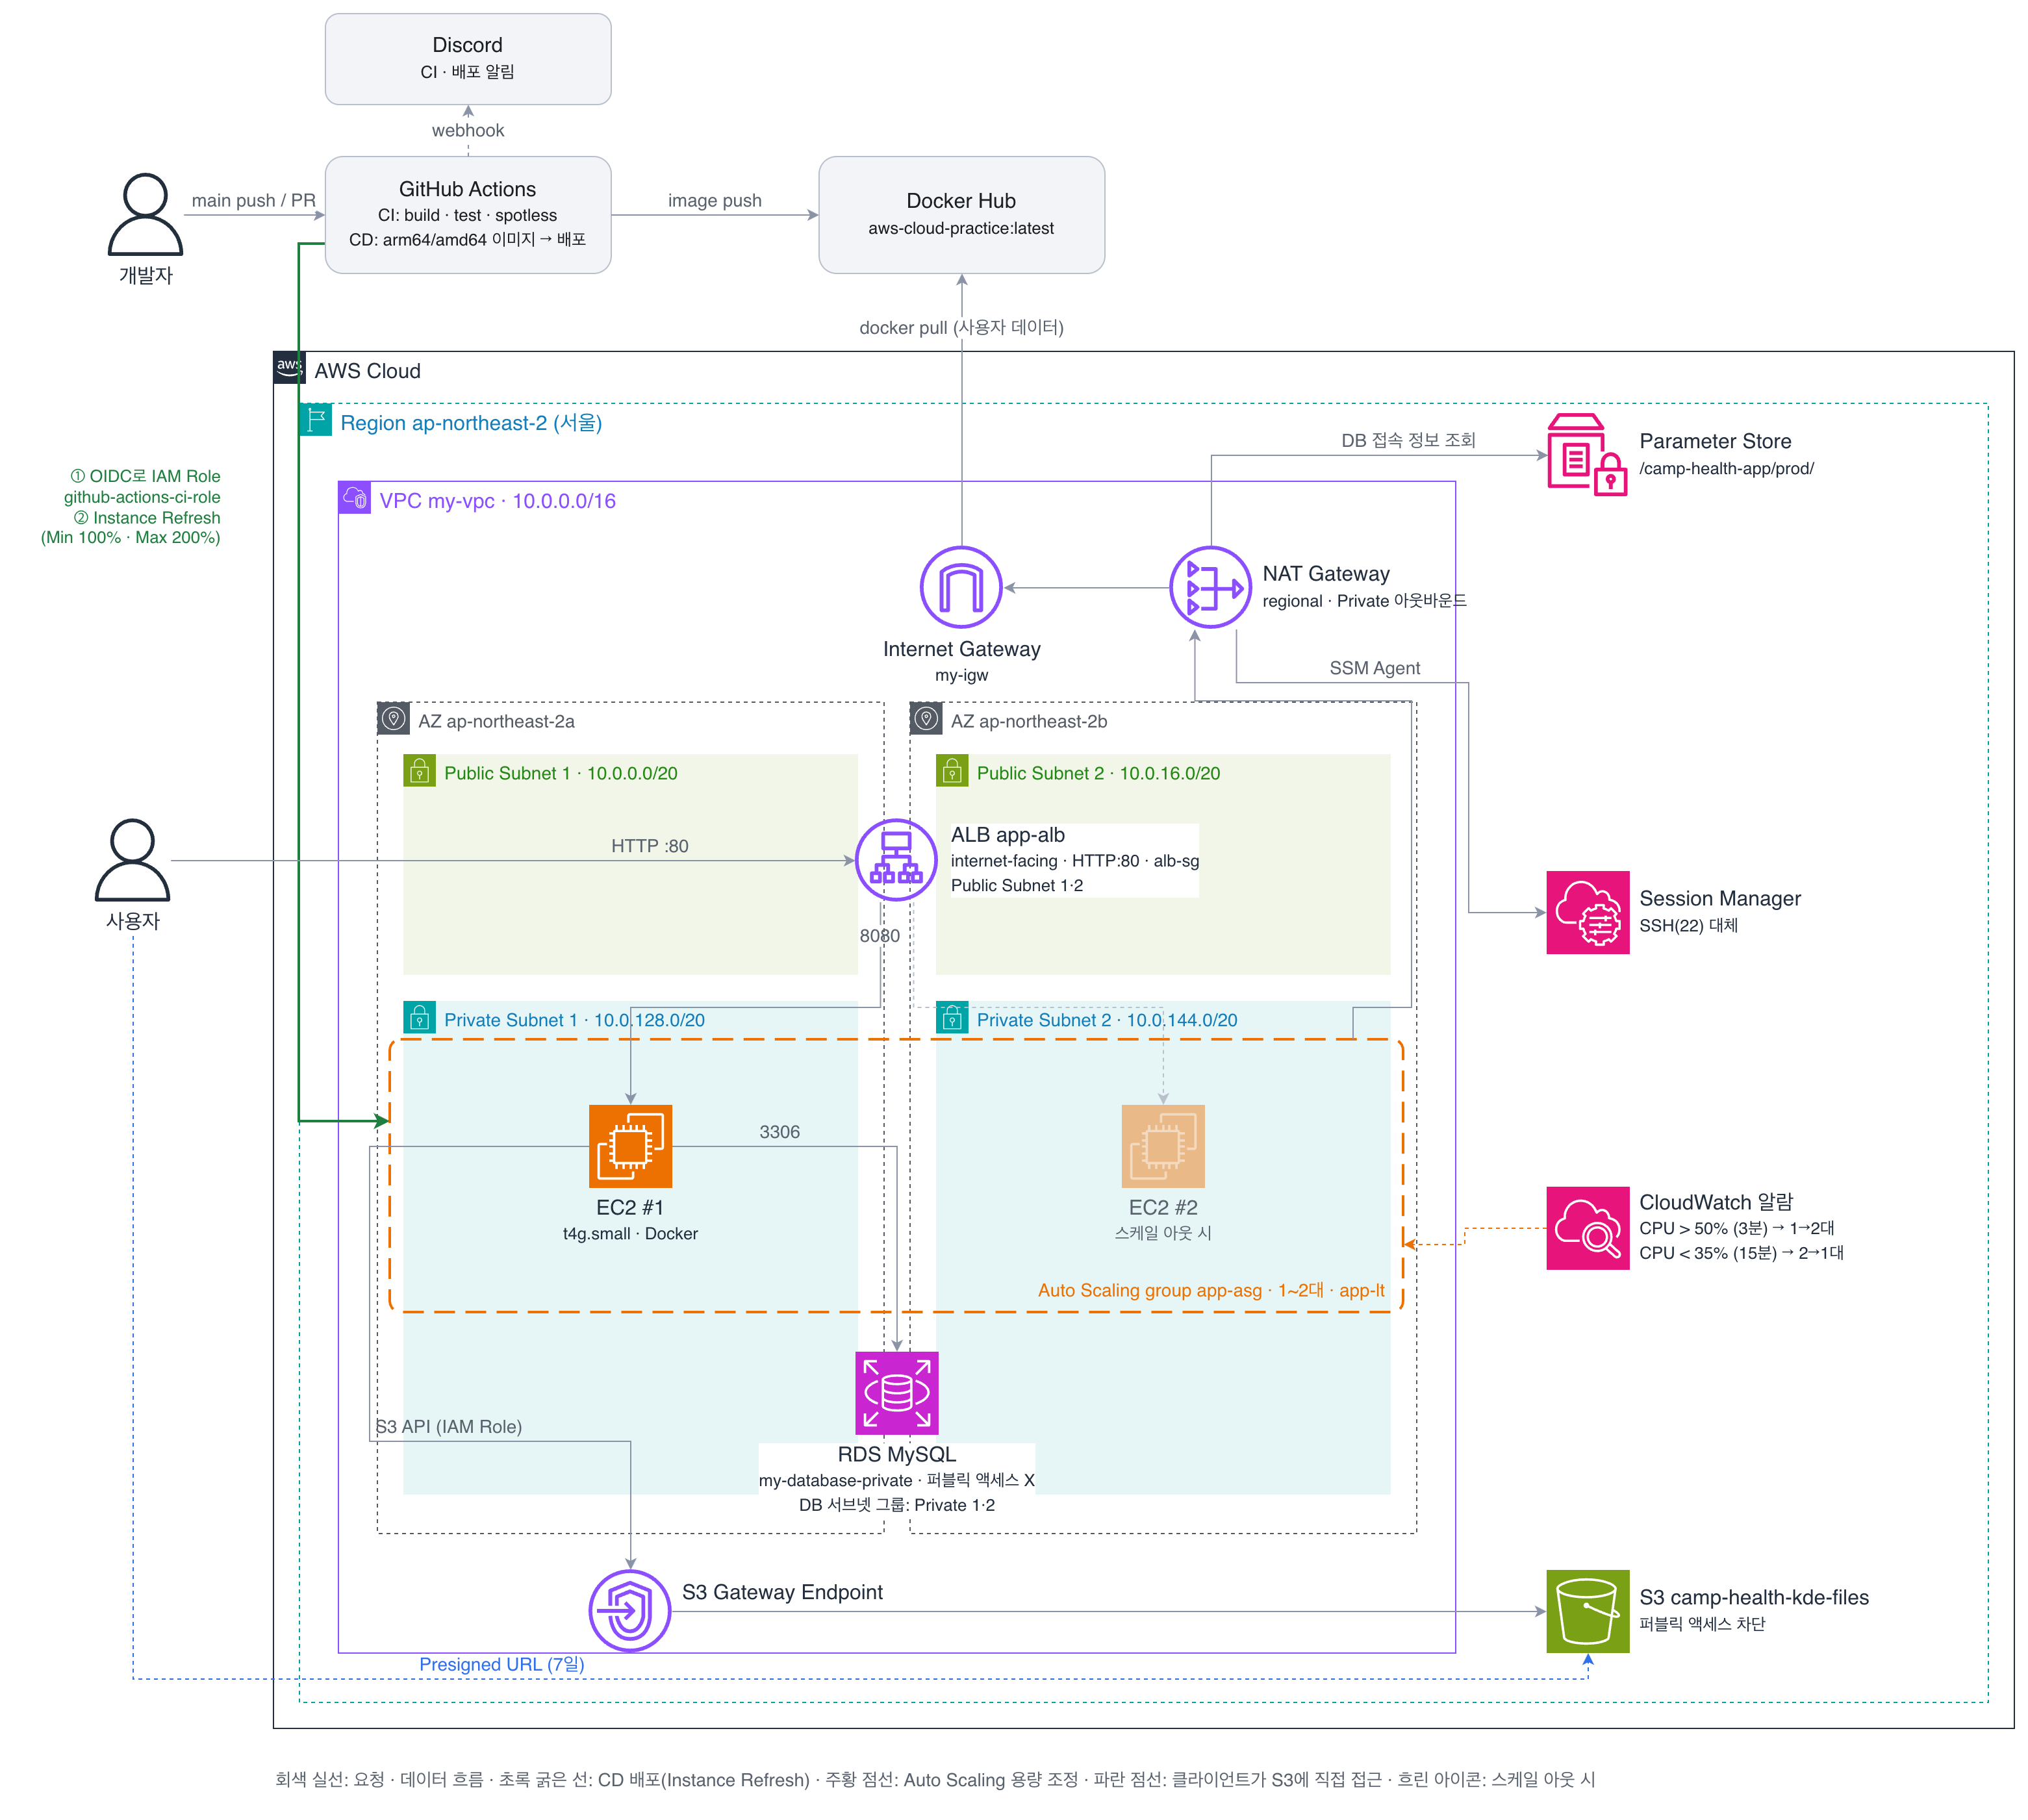 Discord
CI · 배포 알림
webhook
개발자
main push / PR
GitHub Actions
CI: build · test · spotless
CD: arm64/amd64 이미지 → 배포
image push
Docker Hub
aws-cloud-practice:latest
docker pull (사용자 데이터)
aws
AWS Cloud
Region ap-northeast-2 (서울)
① OIDC로 IAM Role
github-actions-ci-role
② Instance Refresh
(Min 100% · Max 200%)
DB 접속 정보 조회
Parameter Store
/camp-health-app/prod/
VPC my-vpc · 10.0.0.0/16
Internet Gateway
my-igw
NAT Gateway
regional · Private 아웃바운드
SSM Agent
AZ ap-northeast-2a
AZ ap-northeast-2b
Public Subnet 1 · 10.0.0.0/20
Public Subnet 2 · 10.0.16.0/20
사용자
HTTP :80
ALB app-alb
internet-facing · HTTP:80 · alb-sg
Public Subnet 1·2
8080
Session Manager
SSH(22) 대체
Private Subnet 1 · 10.0.128.0/20
Private Subnet 2 · 10.0.144.0/20
3306
EC2 #1
t4g.small · Docker
EC2 #2
스케일 아웃 시
Auto Scaling group app-asg · 1~2대 · app-lt
CloudWatch 알람
CPU > 50% (3분) → 1→2대
CPU < 35% (15분) → 2→1대
S3 API (IAM Role)
RDS MySQL
my-database-private · 퍼블릭 액세스 X
DB 서브넷 그룹: Private 1·2
S3 Gateway Endpoint
S3 camp-health-kde-files
퍼블릭 액세스 차단
Presigned URL (7일)
회색 실선: 요청 · 데이터 흐름 · 초록 굵은 선: CD 배포(Instance Refresh) · 주황 점선: Auto Scaling 용량 조정 · 파란 점선: 클라이언트가 S3에 직접 접근 · 흐린 아이콘: 스케일 아웃 시